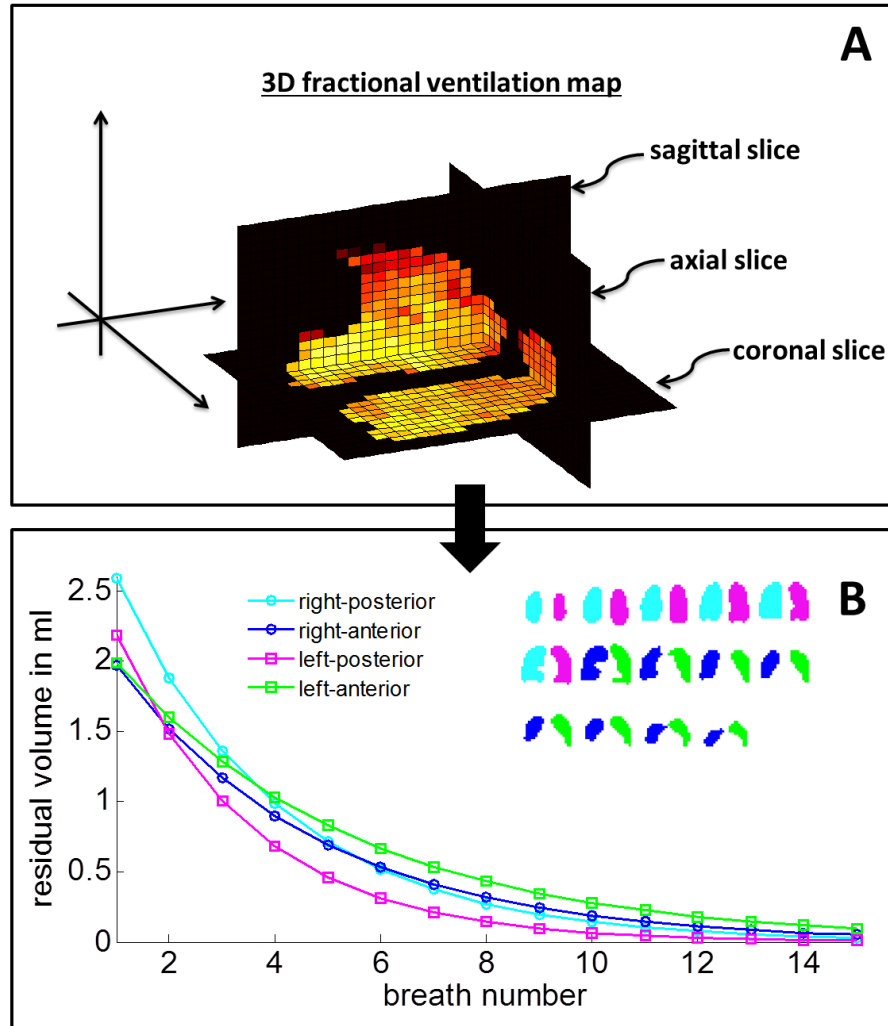 A
3D fractional ventilation map
sagittal slice
axial slice
coronal slice
B
2.5
2
1.5
1
0.5
0
residual volume in ml
right-posterior
right-anterior
left-posterior
left-anterior
2 4 6 8 10 12 14
breath number